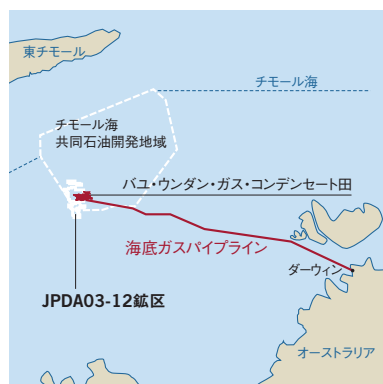 東チモール
チモール海
チモール海
共同石油開発地域
バユ・ウンダン・ガス・コンデンセート田
海底ガスパイプライン
ダーウィン
JPDA03-12鉱区
オーストラリア